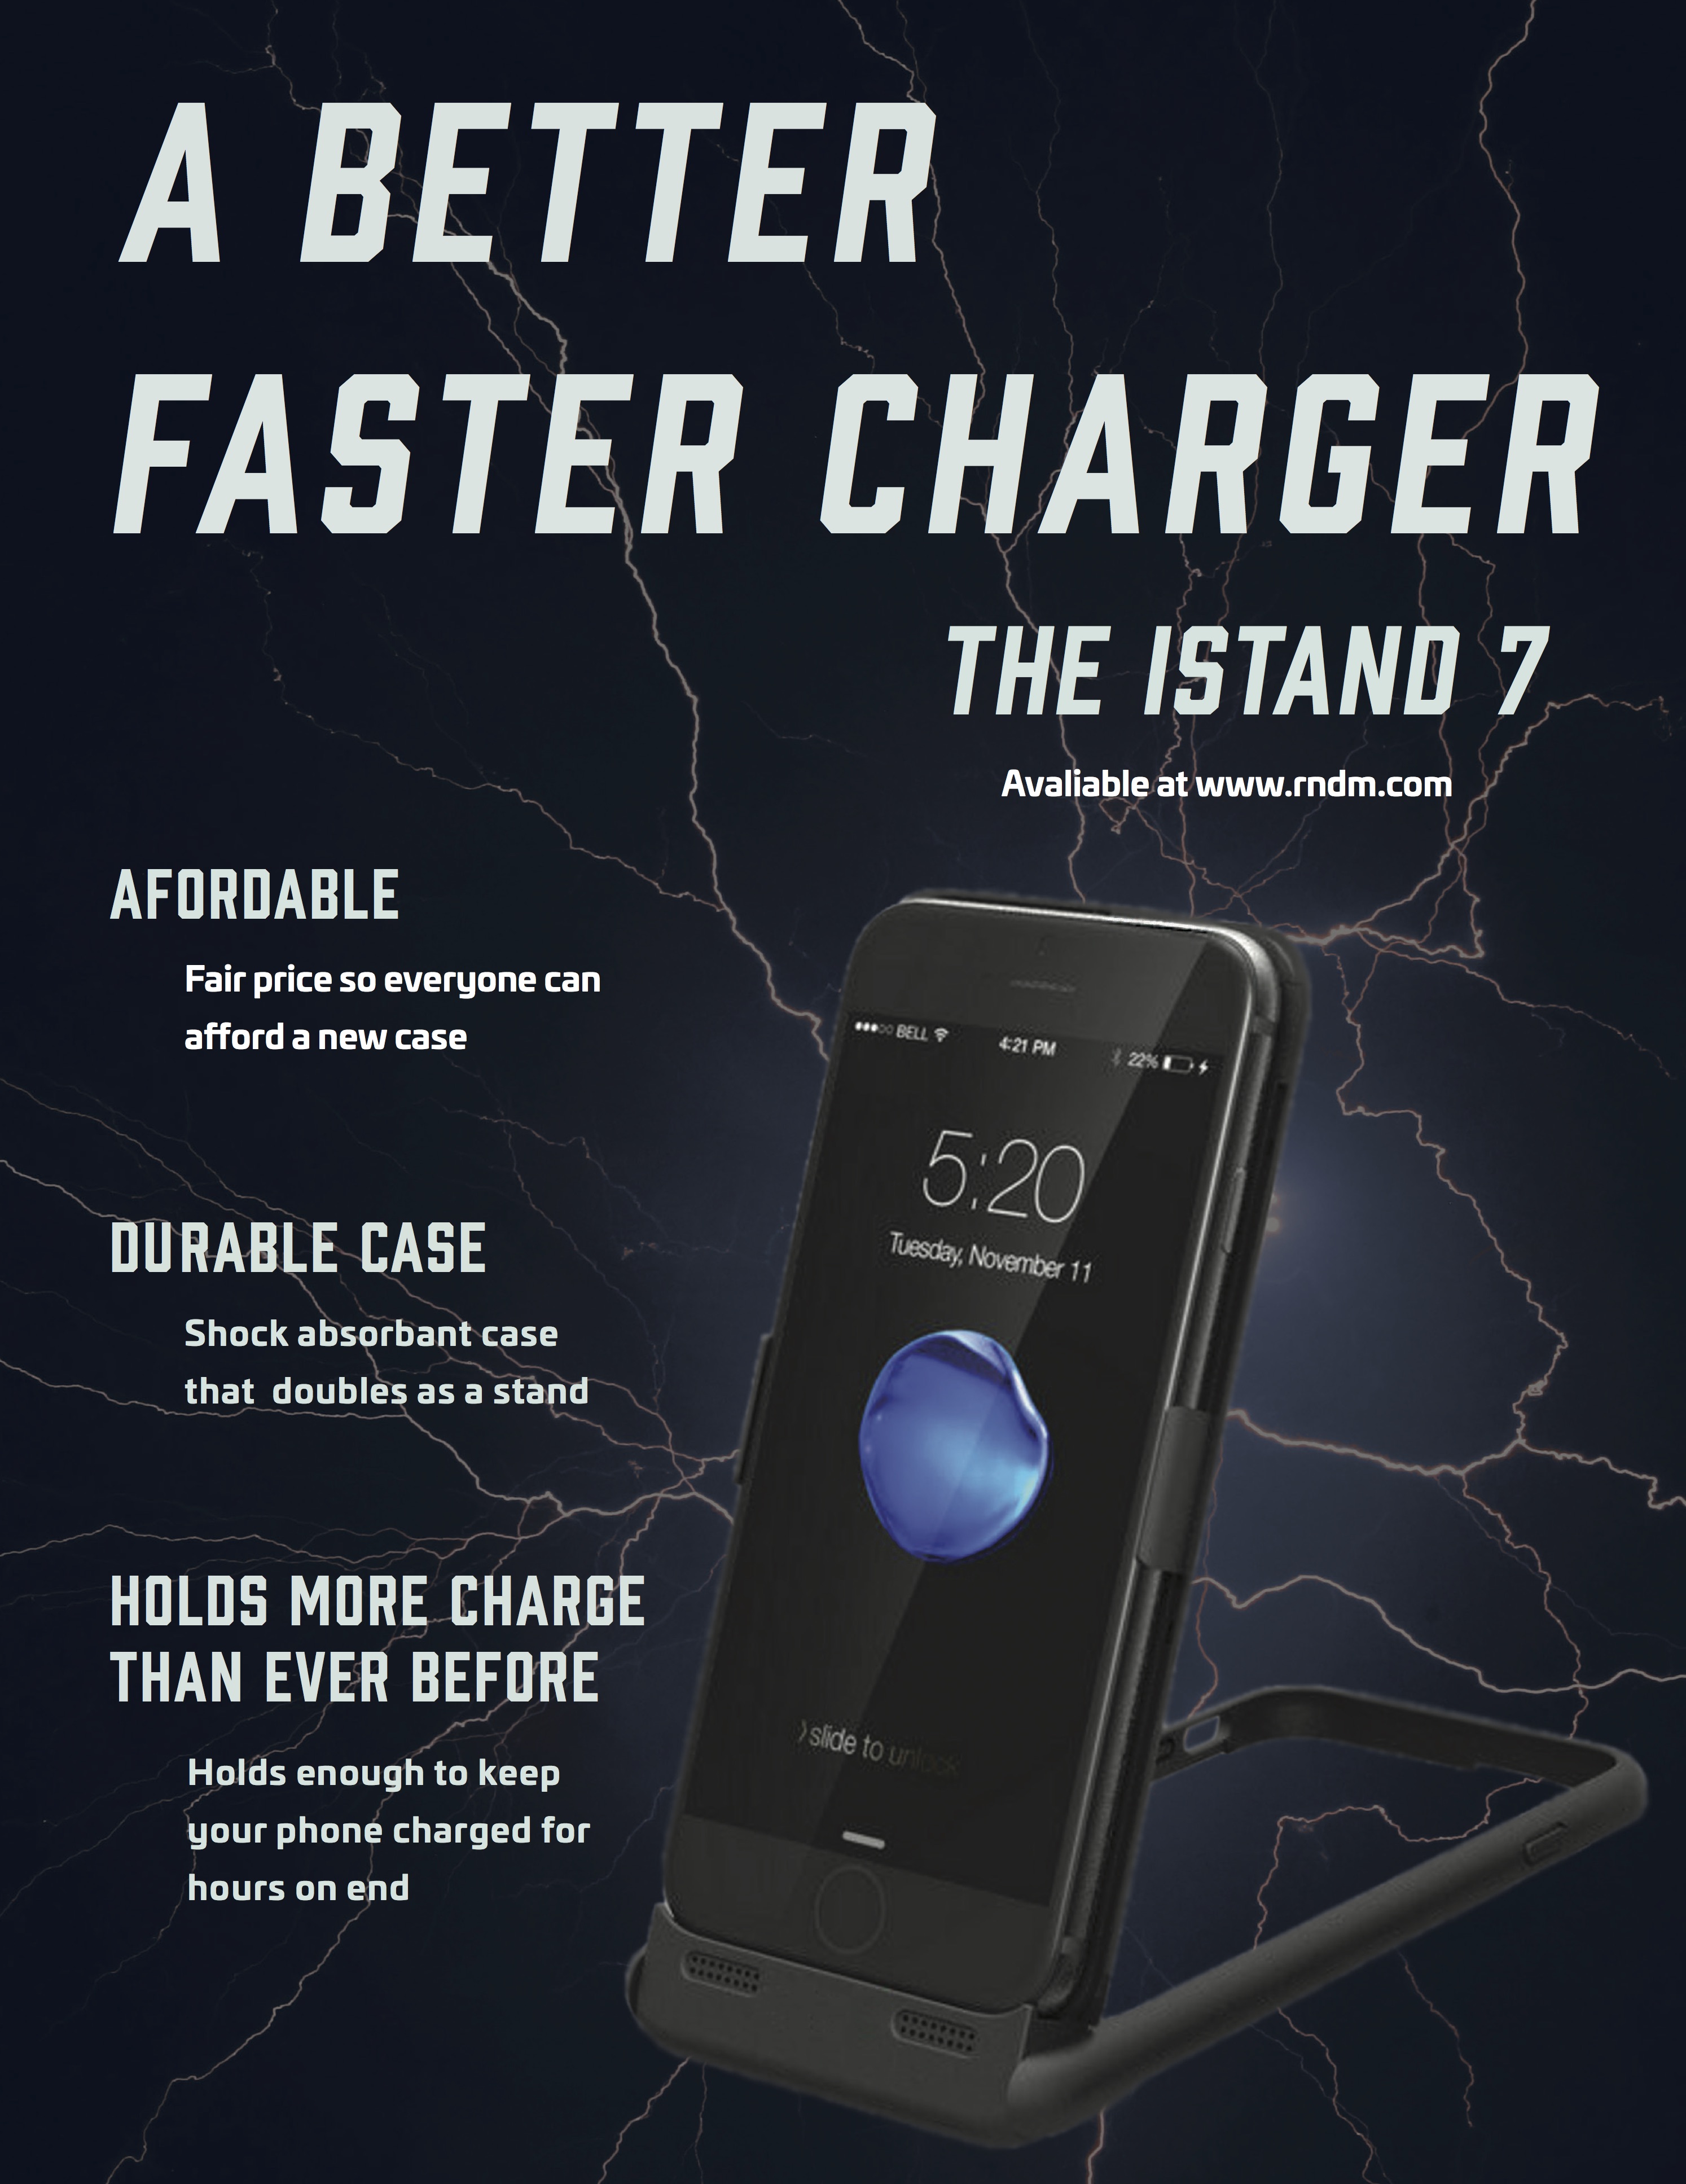 A BETTER
FASTER CHARGER
THE ISTAND 7
Avaliable at www.rndm.com
AFORDABLE
Fair price so everyone can
afford a new case
DURABLE CASE
Shock absorbant case
that  doubles as a stand
HOLDS MORE CHARGE
THAN EVER BEFORE
Holds enough to keep
your phone charged for
hours on end
BELL 4:21 PM 22%
5:20
Tuesday, November 11
slide to unlock